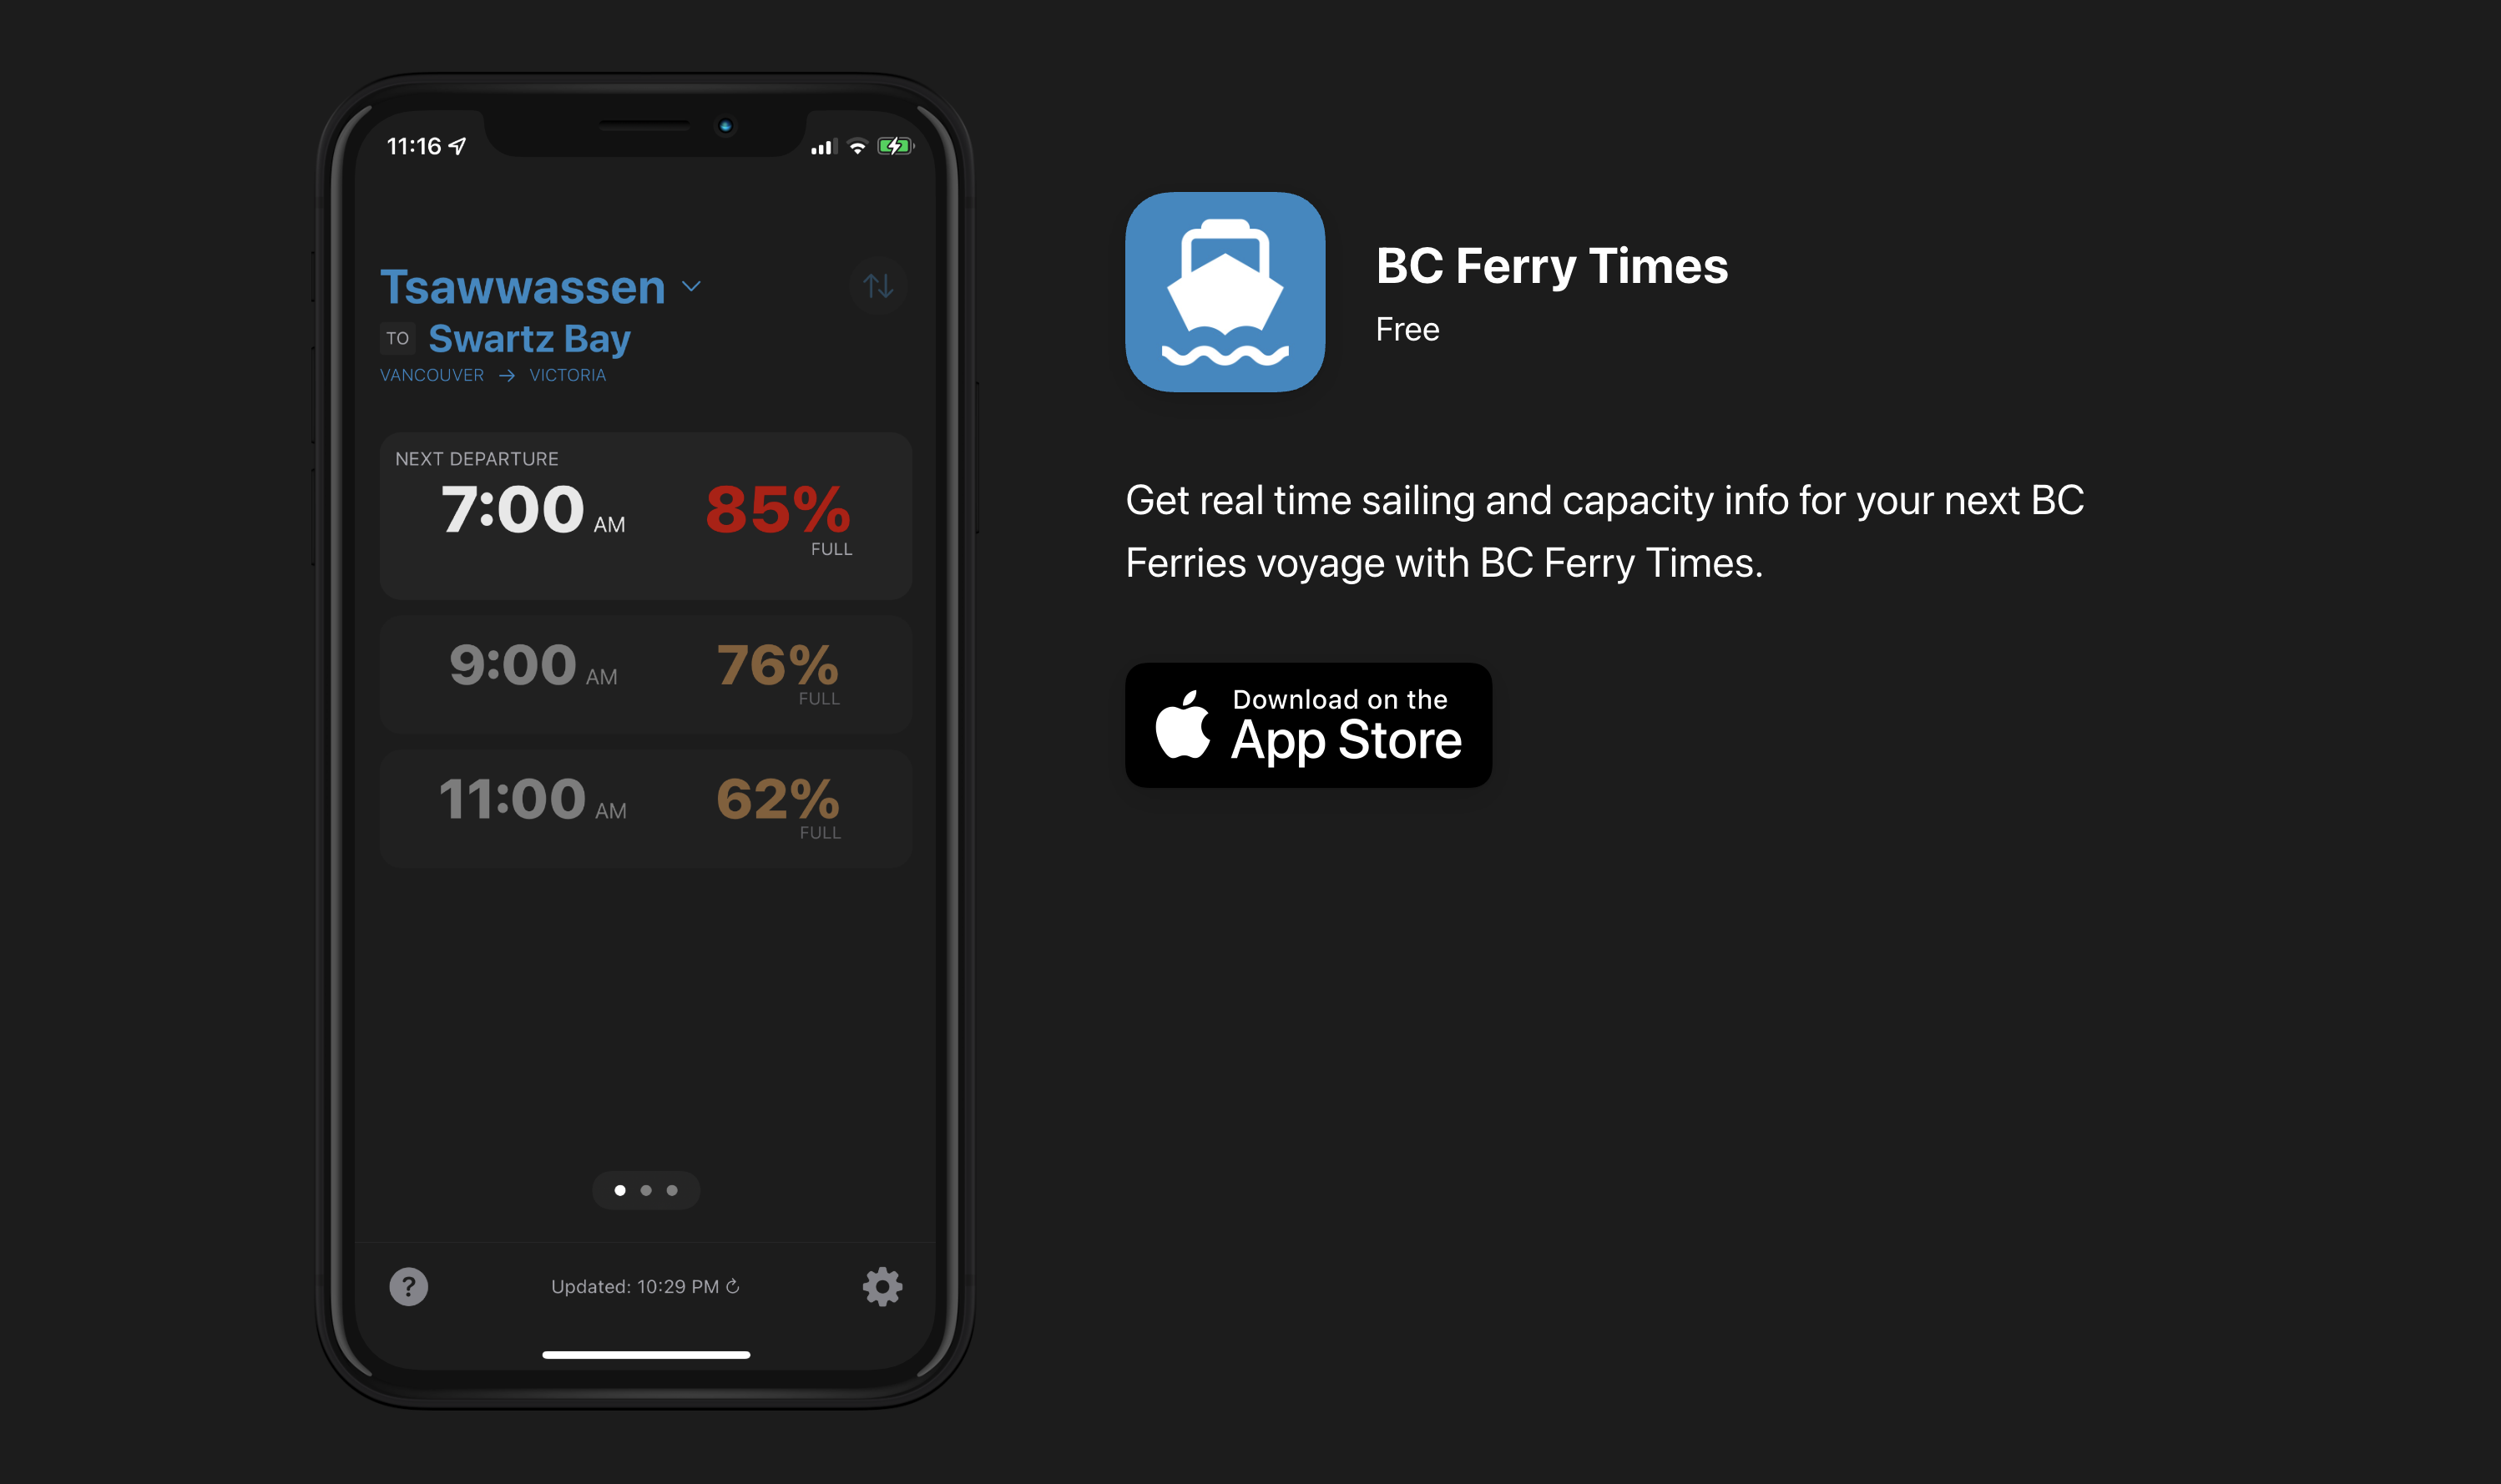 11:16
Tsawwassen
TO Swartz Bay
VANCOUVER → VICTORIA
NEXT DEPARTURE
7:00 AM 85%
FULL
9:00 AM 76%
FULL
11:00 AM 62%
FULL
? Updated: 10:29 PM
BC Ferry Times
Free
Get real time sailing and capacity info for your next BC
Ferries voyage with BC Ferry Times.
Download on the
App Store